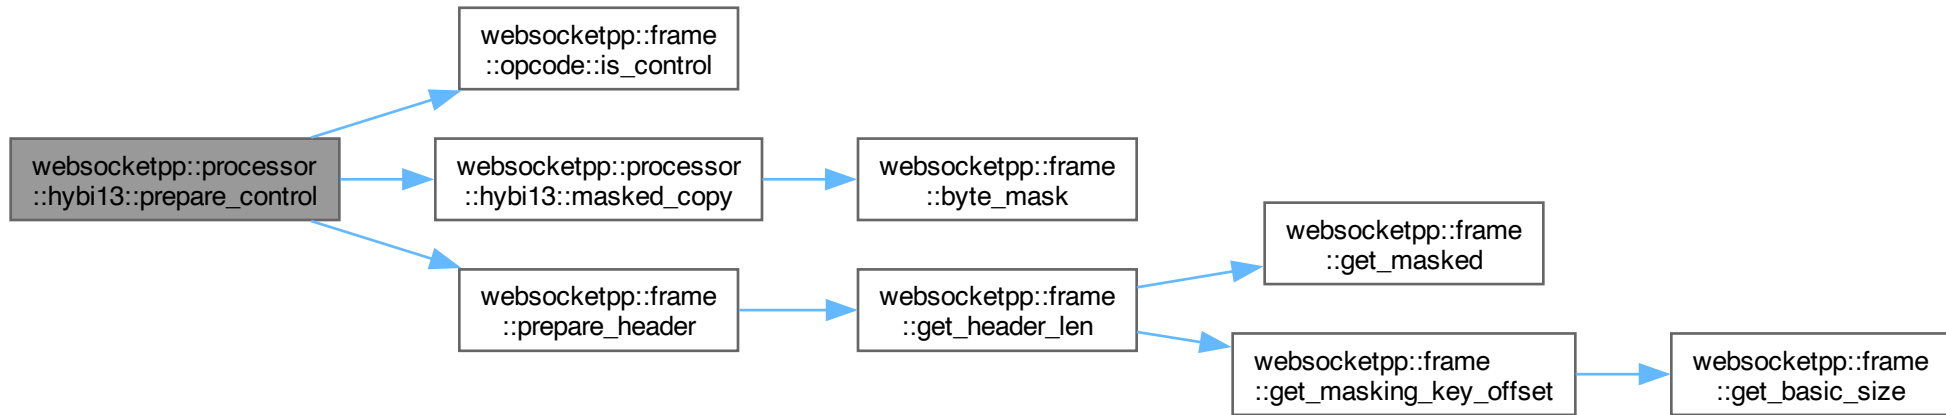 websocketpp::frame
::opcode::is_control
websocketpp::processor
::hybi13::prepare_control
websocketpp::processor
::hybi13::masked_copy
websocketpp::frame
::byte_mask
websocketpp::frame
::prepare_header
websocketpp::frame
::get_header_len
websocketpp::frame
::get_masked
websocketpp::frame
::get_masking_key_offset
websocketpp::frame
::get_basic_size